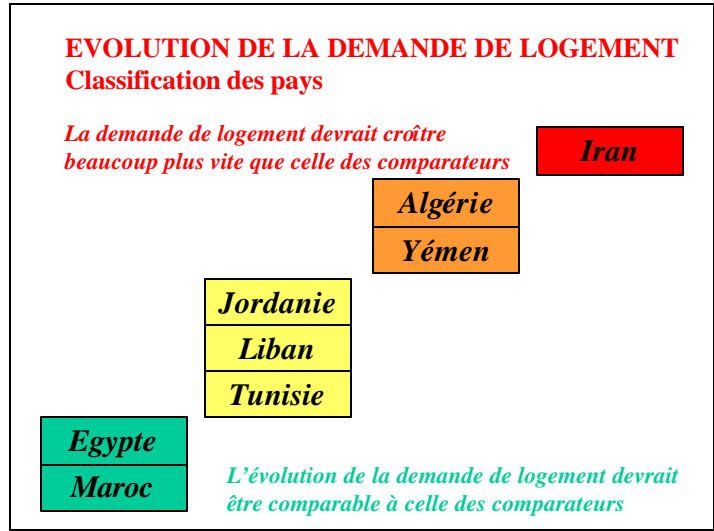 EVOLUTION DE LA DEMANDE DE LOGEMENT
Classification des pays
La demande de logement devrait croître
beaucoup plus vite que celle des comparateurs
Iran
Algérie
Yémen
Jordanie
Liban
Tunisie
Egypte
Maroc
L’évolution de la demande de logement devrait
être comparable à celle des comparateurs